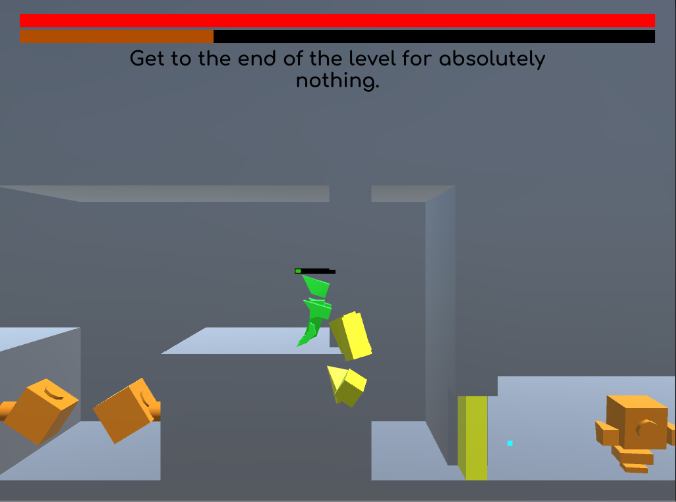 Get to the end of the level for absolutely
nothing.